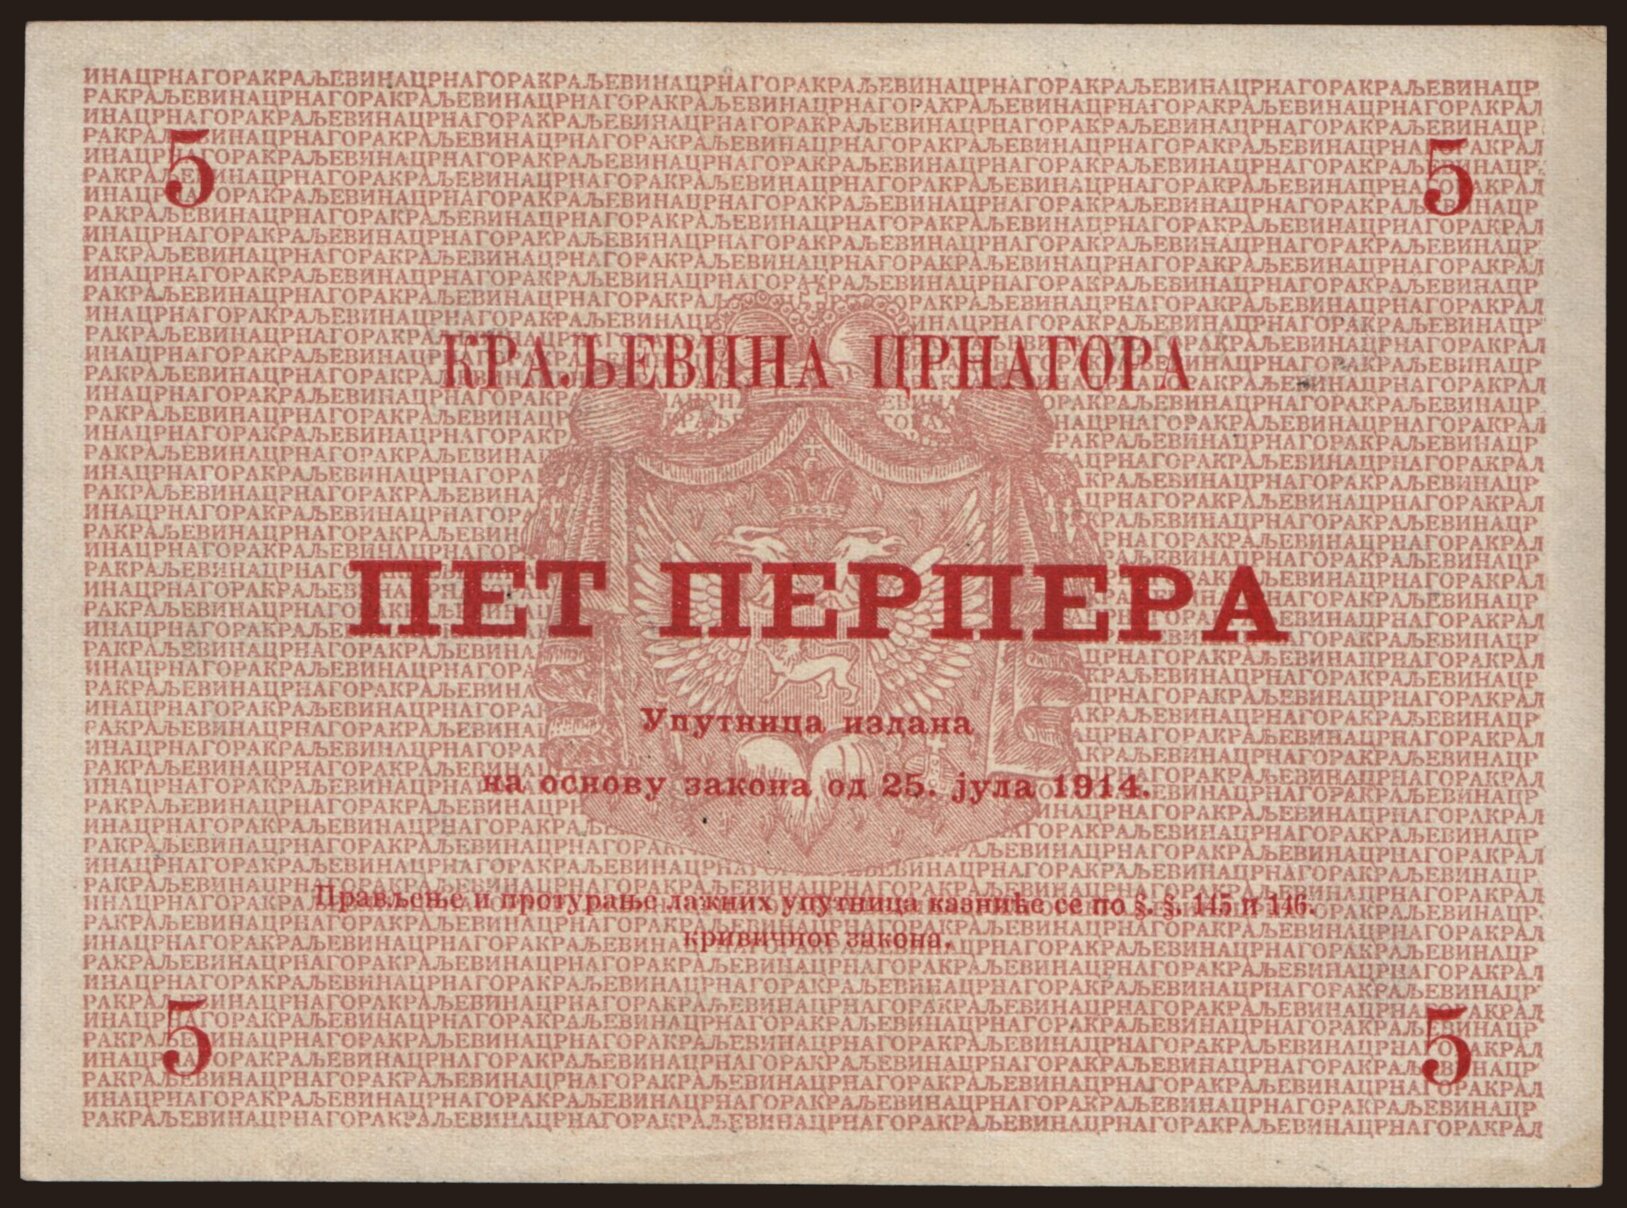 5 5
КРАЉЕВИНА ЦРНАГОРА
ПЕТ ПЕРПЕРА
Упутница издана
на основу закона од 25. јула 1914.
Прављење и протурање лажних упутница казниће се по §. §. 145 и 146.
кривичног закона.
5 5